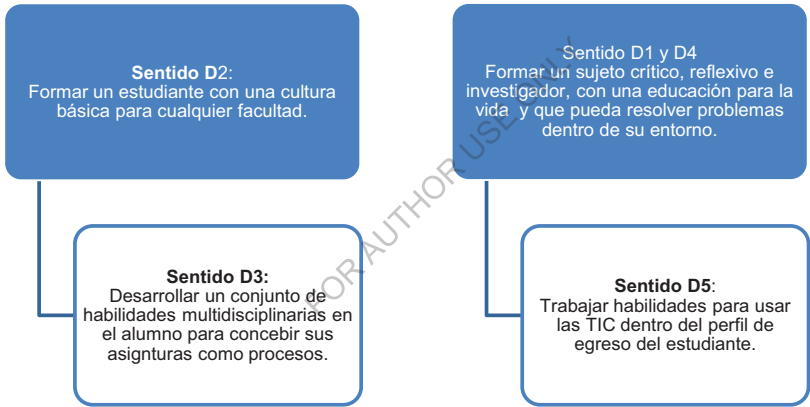 Sentido D2:
Formar un estudiante con una cultura
básica para cualquier facultad.
Sentido D3:
Desarrollar un conjunto de
habilidades multidisciplinarias en
el alumno para concebir sus
asignturas como procesos.
Sentido D1 y D4
Formar un sujeto crítico, reflexivo e
investigador, con una educación para la
vida y que pueda resolver problemas
dentro de su entorno.
Sentido D5:
Trabajar habilidades para usar
las TIC dentro del perfil de
egreso del estudiante.
FOR AUTHOR USE ONLY